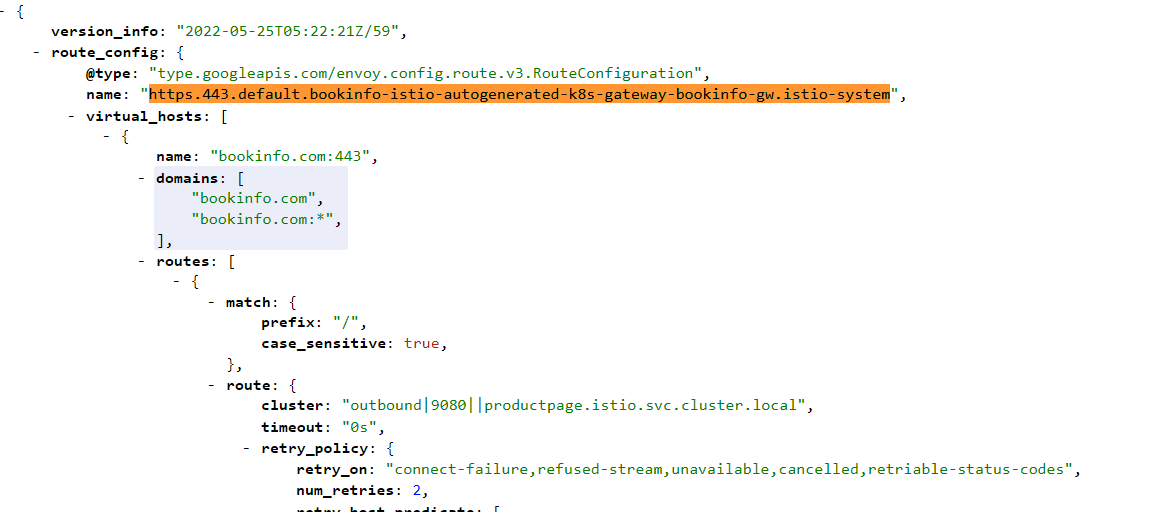 - {
version_info: "2022-05-25T05:22:21Z/59",
- route_config: {
@type: "type.googleapis.com/envoy.config.route.v3.RouteConfiguration",
name: "https.443.default.bookinfo-istio-autogenerated-k8s-gateway-bookinfo-gw.istio-system",
- virtual_hosts: [
- {
name: "bookinfo.com:443",
- domains: [
"bookinfo.com",
"bookinfo.com:*",
],
- routes: [
- {
- match: {
prefix: "/",
case_sensitive: true,
},
- route: {
cluster: "outbound|9080||productpage.istio.svc.cluster.local",
timeout: "0s",
- retry_policy: {
retry_on: "connect-failure,refused-stream,unavailable,cancelled,retriable-status-codes",
num_retries: 2,
retry_host_predicate: [